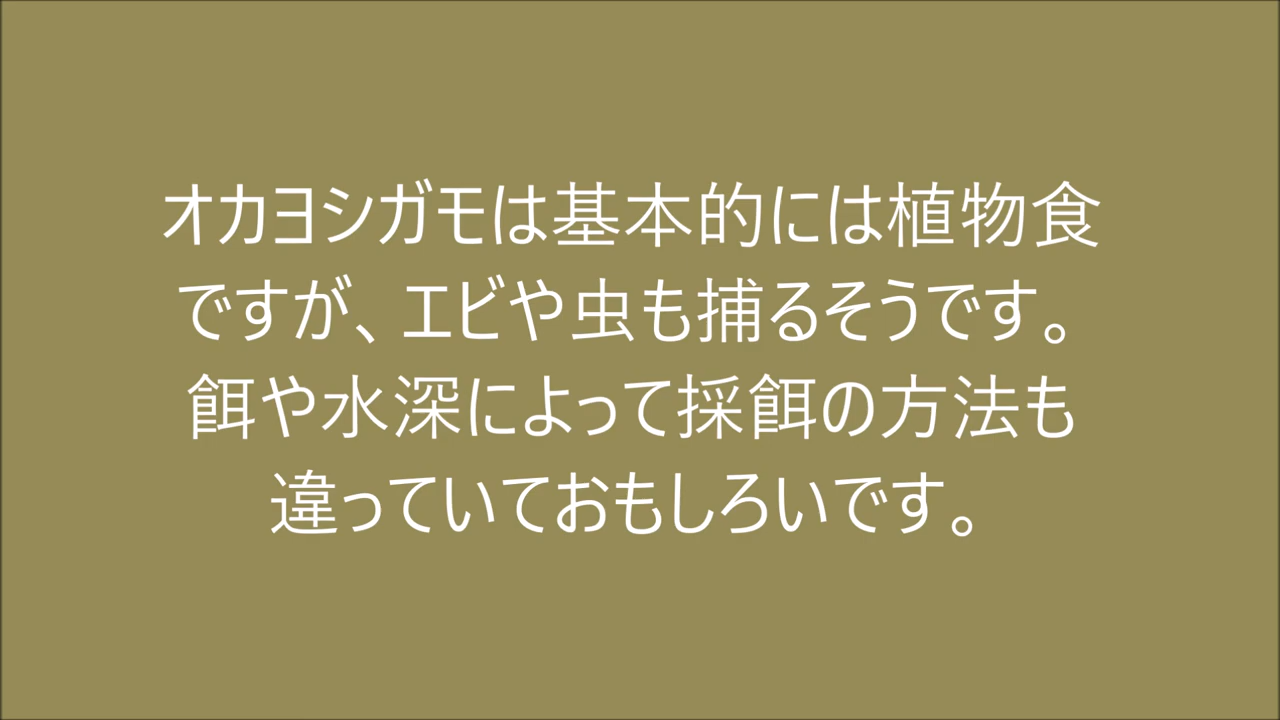 オカヨシガモは基本的には植物食
ですが、エビや虫も捕るそうです。
餌や水深によって採餌の方法も
違っていておもしろいです。